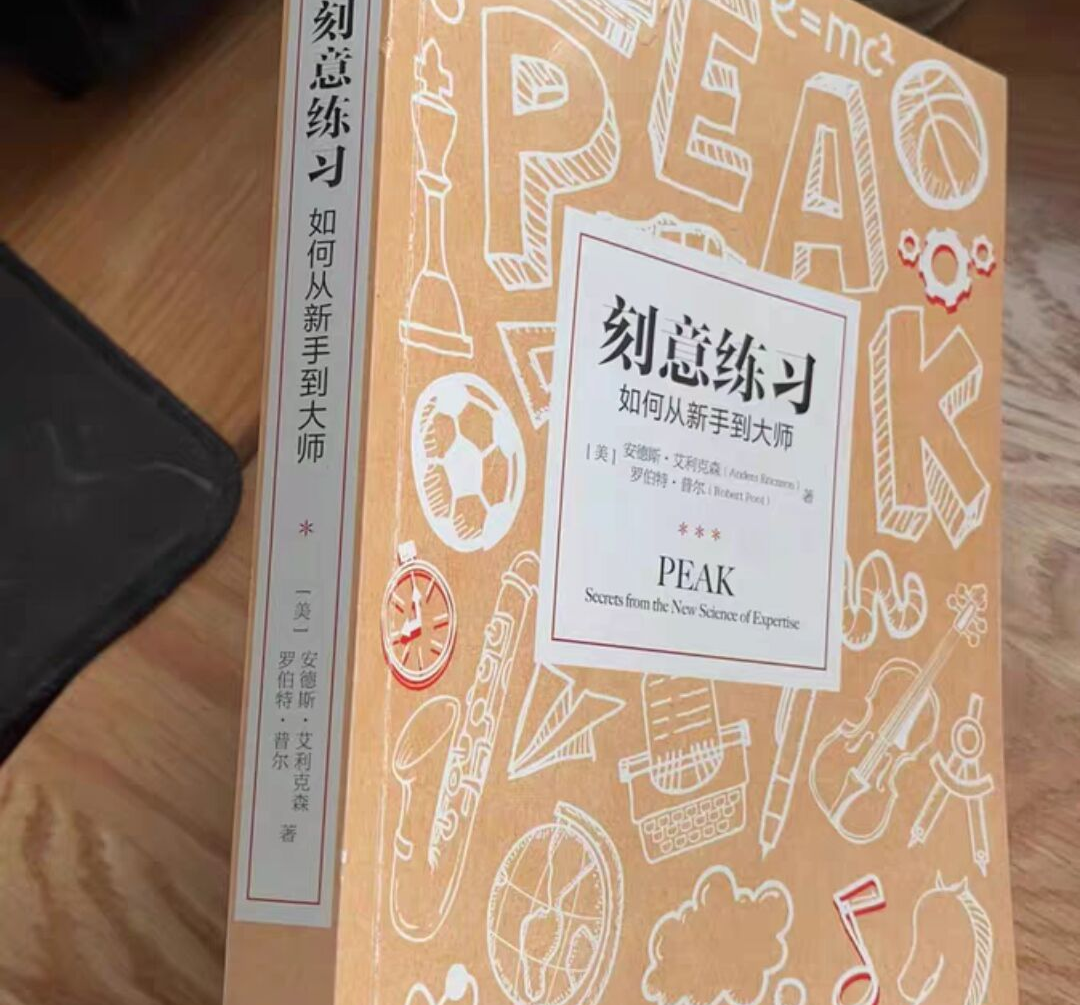 刻意练习
如何从新手到大师
*
[美]
安德斯·艾利克森
罗伯特·普尔
著
PEAK
e=mc²
刻意练习
如何从新手到大师
[美] 安德斯·艾利克森 (Anders Ericsson)
罗伯特·普尔 (Robert Pool) 著
***
PEAK
Secrets from the New Science of Expertise